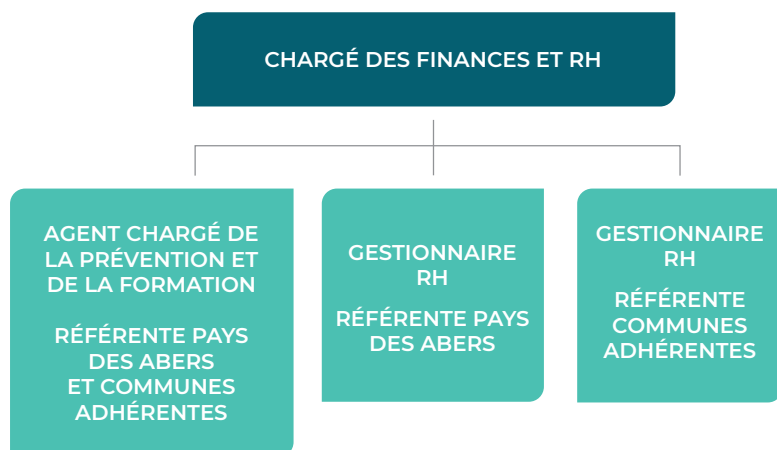 CHARGÉ DES FINANCES ET RH
AGENT CHARGÉ DE
LA PRÉVENTION ET
DE LA FORMATION
RÉFÉRENTE PAYS
DES ABERS
ET COMMUNES
ADHÉRENTES
GESTIONNAIRE
RH
RÉFÉRENTE PAYS
DES ABERS
GESTIONNAIRE
RH
RÉFÉRENTE
COMMUNES
ADHÉRENTES